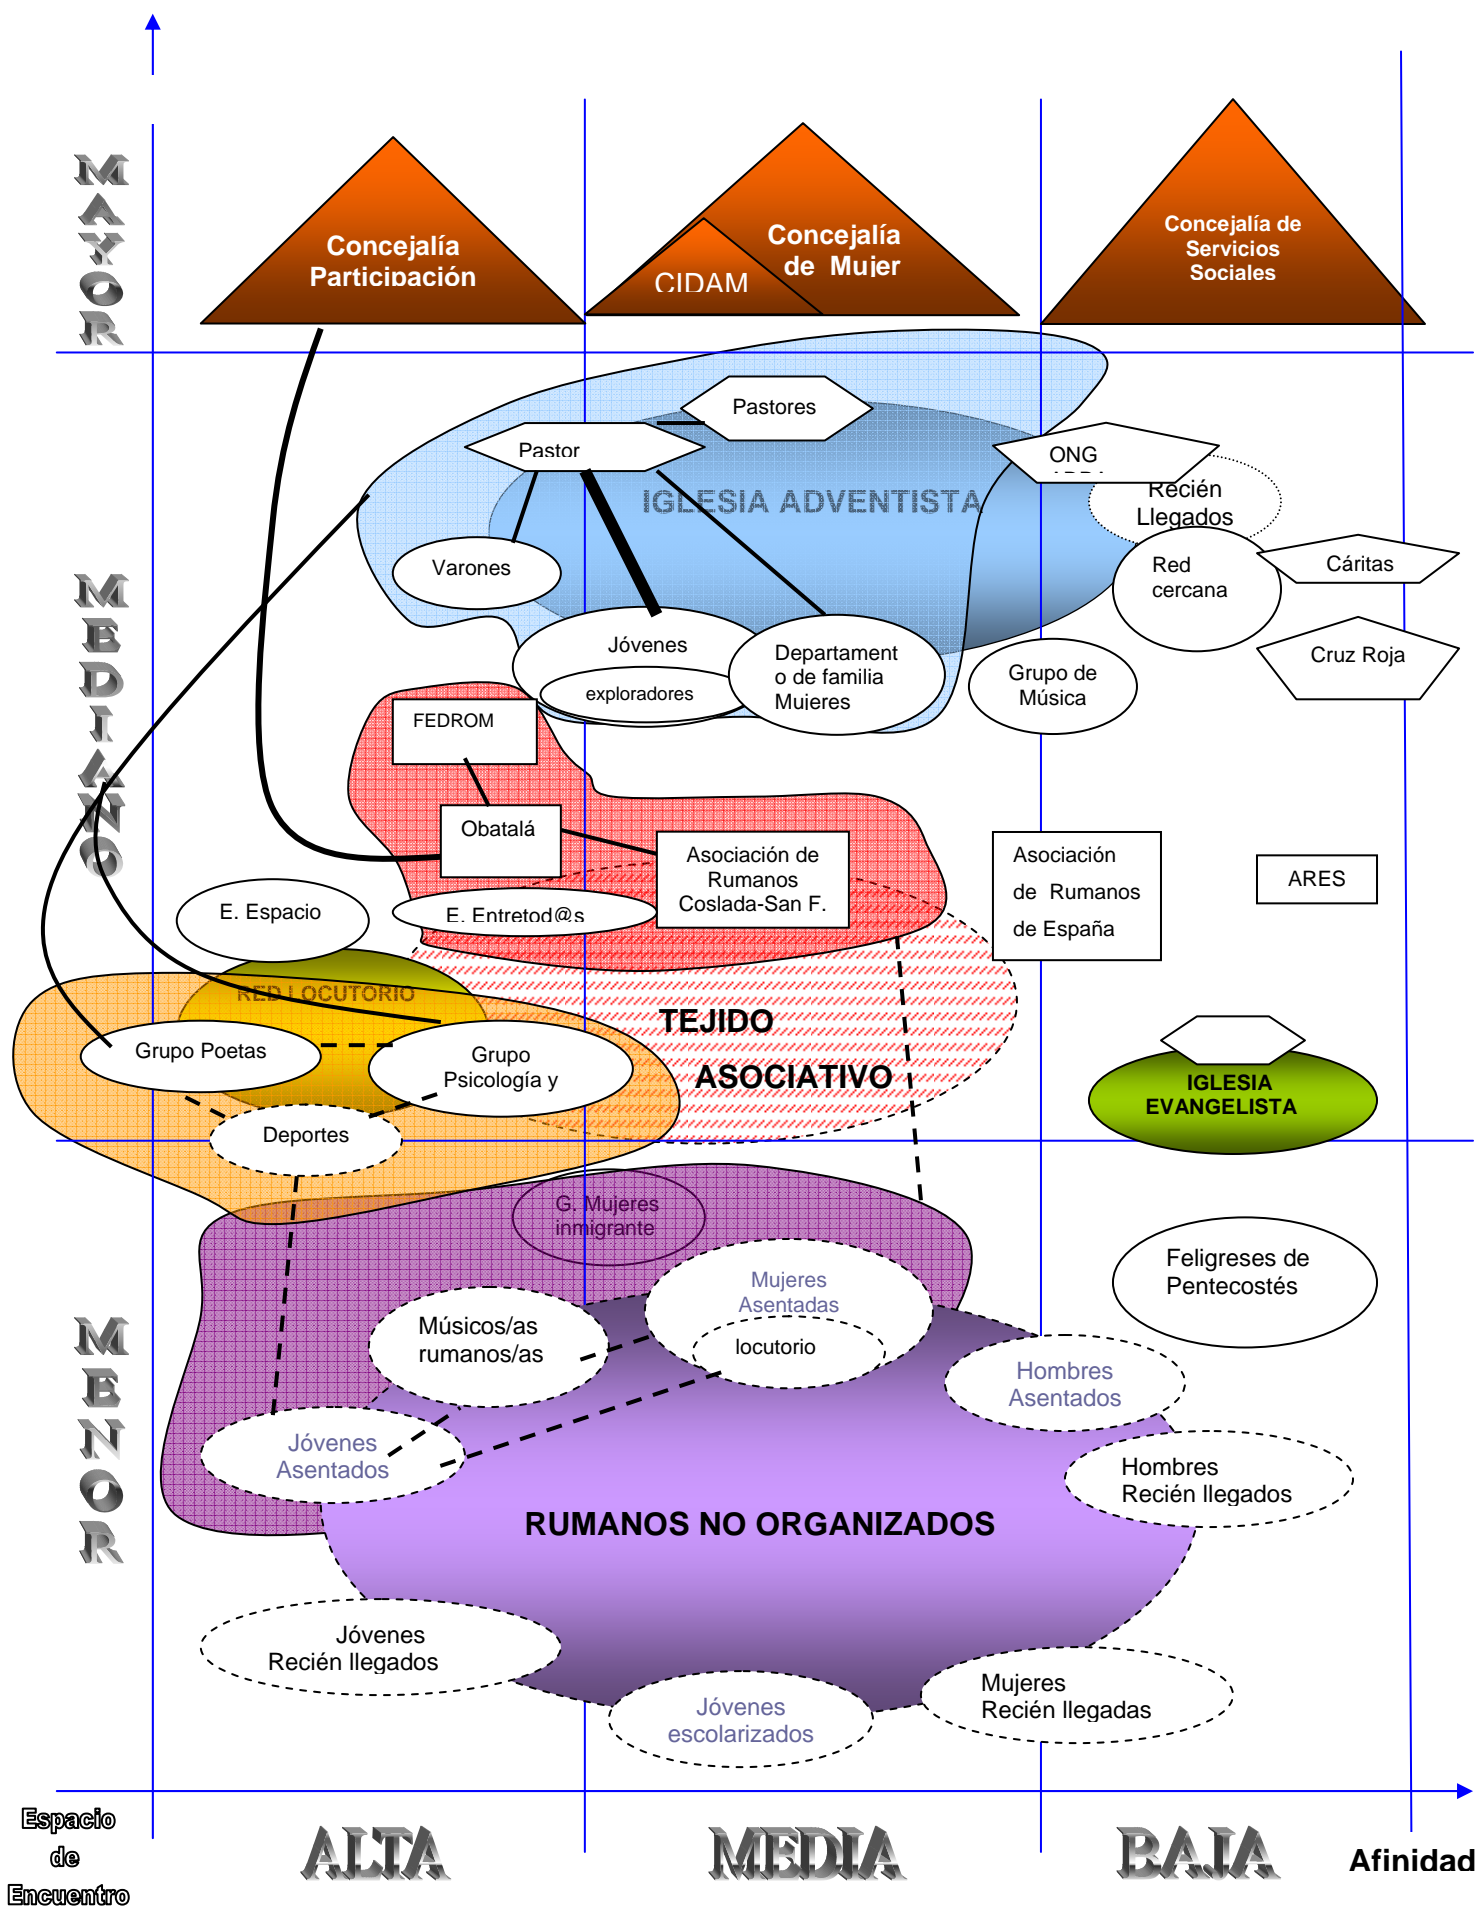 MAYOR
Concejalía
Participación
Concejalía
de Mujer
CIDAM
Concejalía de
Servicios
Sociales
MEDIANO
Pastores
Pastor
ONG
IGLESIA ADVENTISTA
Recién
Llegados
Varones
Red
cercana
Cáritas
Jóvenes
exploradores
Departament
o de familia
Mujeres
Grupo de
Música
Cruz Roja
FEDROM
Obatalá
Asociación de
Rumanos
Coslada-San F.
Asociación
de Rumanos
de España
ARES
E. Espacio
E. Entretod@s
RED LOCUTORIO
TEJIDO
ASOCIATIVO
Grupo Poetas
Grupo
Psicología y
IGLESIA
EVANGELISTA
Deportes
MENOR
G. Mujeres
inmigrante
Feligreses de
Pentecostés
Mujeres
Asentadas
locutorio
Músicos/as
rumanos/as
Hombres
Asentados
Jóvenes
Asentados
Hombres
Recién llegados
RUMANOS NO ORGANIZADOS
Jóvenes
Recién llegados
Mujeres
Recién llegadas
Jóvenes
escolarizados
Espacio
de
Encuentro
ALTA
MEDIA
BAJA
Afinidad